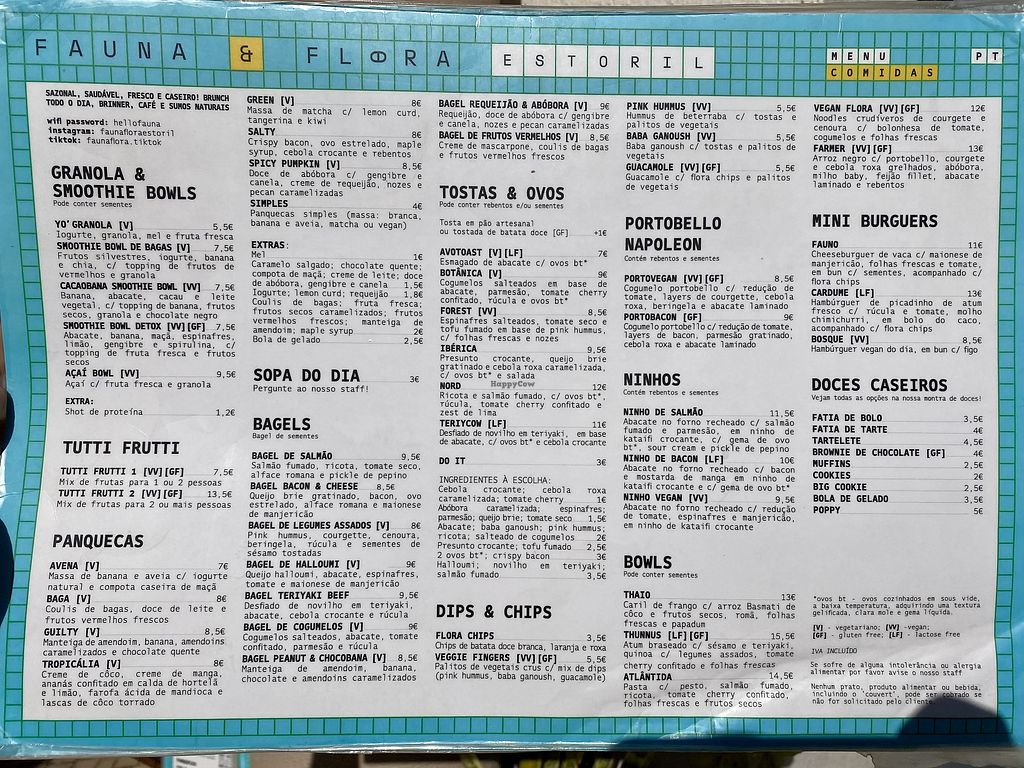 FAUNA & FLORA ESTORIL
MENU
COMIDAS
PT
SAZONAL, SAUDÁVEL, FRESCO E CASEIRO! BRUNCH
TODO O DIA, BRINNER, CAFÉ E SUMOS NATURAIS
wifi password: hellofauna
instagram: faunafloraestoril
tiktok: faunaflora.tiktok
GRANOLA &
SMOOTHIE BOWLS
Pode conter sementes
YO'GRANOLA [V] 5,5€
Iogurte, granola, mel e fruta fresca
SMOOTHIE BOWL DE BAGAS [V] 7,5€
Frutos silvestres, iogurte, banana
e chia, c/ topping de frutos
vermelhos e granola
CACAOBANA SMOOTHIE BOWL [VV] 7,5€
Banana, abacate, cacau e leite
vegetal, c/ topping de banana, frutos
secos, granola e chocolate negro
SMOOTHIE BOWL DETOX [VV][GF] 7,5€
Abacate, banana, maçã, espinafres,
limão, gengibre e spirulina, c/
topping de fruta fresca e frutos
secos
AÇAÍ BOWL [VV] 9,5€
Açaí c/ fruta fresca e granola
EXTRA:
Shot de proteína 1,2€
TUTTI FRUTTI
TUTTI FRUTTI 1 [VV][GF] 7,5€
Mix de frutas para 1 ou 2 pessoas
TUTTI FRUTTI 2 [VV][GF] 13,5€
Mix de frutas para 2 ou mais pessoas
PANQUECAS
AVENA [V] 7€
Massa de banana e aveia c/ iogurte
natural e compota caseira de maçã
BAGA [V] 8€
Coulis de bagas, doce de leite e
frutos vermelhos frescos
GUILTY [V] 8,5€
Manteiga de amendoim, banana, amendoins
caramelizados e chocolate quente
TROPICÁLIA [V] 8€
Creme de côco, creme de manga,
ananás confitado em calda de hortelã
e limão, farofa ácida de mandioca e
lascas de côco torrado
GREEN [V] 8€
Massa de matcha c/ lemon curd,
tangerina e kiwi
SALTY 8€
Crispy bacon, ovo estrelado, maple
syrup, cebola crocante e rebentos
SPICY PUMPKIN [V] 8,5€
Doce de abóbora c/ gengibre e
canela, creme de requeijão, nozes e
pecan caramelizadas
SIMPLES 4€
Panquecas simples (massa: branca,
banana e aveia, matcha ou vegan)
EXTRAS:
Mel 1€
Caramelo salgado; chocolate quente;
compota de maçã; creme de leite; doce
de abóbora, gengibre e canela 1,5€
Iogurte; lemon curd; requeijão 1,8€
Coulis de bagas; fruta fresca;
frutos secos caramelizados; frutos
vermelhos frescos; manteiga de
amendoim; maple syrup 2€
Bola de gelado 2,5€
SOPA DO DIA 3€
Pergunte ao nosso staff!
BAGELS
Bagel de sementes
BAGEL DE SALMÃO 9,5€
Salmão fumado, ricota, tomate seco,
alface romana e pickle de pepino
BAGEL BACON & CHEESE 8,5€
Queijo brie gratinado, bacon, ovo
estrelado, alface romana e maionese
de manjericão
BAGEL DE LEGUMES ASSADOS [V] 8€
Pink hummus, courgette, cenoura,
beringela, rúcula e sementes de
sésamo tostadas
BAGEL DE HALLOUMI [V] 9€
Queijo halloumi, abacate, espinafres,
tomate e maionese de manjericão
BAGEL TERIYAKI BEEF 9,5€
Desfiado de novilho em teriyaki,
abacate, cebola crocante e rúcula
BAGEL DE COGUMELOS [V] 9€
Cogumelos salteados, abacate, tomate
confitado, parmesão e rúcula
BAGEL PEANUT & CHOCOBANA [V] 8,5€
Manteiga de amendoim, banana,
chocolate e amendoins caramelizados
BAGEL REQUEIJÃO & ABÓBORA [V] 9€
Requeijão, doce de abóbora c/ gengibre
e canela, nozes e pecan caramelizadas
BAGEL DE FRUTOS VERMELHOS [V] 8,5€
Creme de mascarpone, coulis de bagas
e frutos vermelhos frescos
TOSTAS & OVOS
Pode conter rebentos e/ou sementes
Tosta em pão artesanal
ou tostada de batata doce [GF] +1€
AVOTOAST [V][LF] 7€
Esmagado de abacate c/ ovos bt*
BOTÂNICA [V] 9€
Cogumelos salteados em base de
abacate, parmesão, tomate cherry
confitado, rúcula e ovos bt*
FOREST [VV] 8,5€
Espinafres salteados, tomate seco e
tofu fumado em base de pink hummus,
c/ folhas frescas e nozes
IBÉRICA 9,5€
Presunto crocante, queijo brie
gratinado e cebola roxa caramelizada,
c/ ovos bt* e salada
NORD 12€
Ricota e salmão fumado, c/ ovos bt*,
rúcula, tomate cherry confitado e
zest de lima
TERIYCOW [LF] 11€
Desfiado de novilho em teriyaki, em base
de abacate, c/ ovos bt* e cebola crocante
DO IT 3€
INGREDIENTES À ESCOLHA:
Cebola crocante; cebola roxa
caramelizada; tomate cherry 1€
Abóbora caramelizada; espinafres;
parmesão; queijo brie; tomate seco 1,5€
Abacate; baba ganoush; pink hummus;
ricota; salteado de cogumelos 2€
Presunto crocante; tofu fumado 2,5€
2 ovos bt*; crispy bacon 3€
Halloumi; novilho em teriyaki;
salmão fumado 3,5€
DIPS & CHIPS
FLORA CHIPS 3,5€
Chips de batata doce branca, laranja e roxa
VEGGIE FINGERS [VV][GF] 5,5€
Palitos de vegetais crus c/ mix de dips
(pink hummus, baba ganoush, guacamole)
PINK HUMMUS [VV] 5,5€
Hummus de beterraba c/ tostas e
palitos de vegetais
BABA GANOUSH [VV] 5,5€
Baba ganoush c/ tostas e palitos de
vegetais
GUACAMOLE [VV][GF] 5,5€
Guacamole c/ flora chips e palitos
de vegetais
PORTOBELLO
NAPOLEON
Contém rebentos e sementes
PORTOVEGAN [VV][GF] 8,5€
Cogumelo portobello c/ redução de
tomate, layers de courgette, cebola
roxa, beringela e abacate laminado
PORTOBACON [GF] 9€
Cogumelo portobello c/ redução de tomate,
layers de bacon, parmesão gratinado,
cebola roxa e abacate laminado
NINHOS
Contém rebentos e sementes
NINHO DE SALMÃO 11,5€
Abacate no forno recheado c/ salmão
fumado e parmesão, em ninho de
kataifi crocante, c/ gema de ovo
bt*, sour cream e pickle de pepino
NINHO DE BACON [LF] 10€
Abacate no forno recheado c/ bacon
e mostarda de manga em ninho de
kataifi crocante e c/ gema de ovo bt*
NINHO VEGAN [VV] 9,5€
Abacate no forno recheado c/ redução
de tomate, espinafres e manjericão,
em ninho de kataifi crocante
BOWLS
Pode conter sementes
THAIO 13€
Caril de frango c/ arroz Basmati de
côco e frutos secos, romã, folhas
frescas e papadum
THUNNUS [LF][GF] 15,5€
Atum braseado c/ sésamo e teriyaki,
quinoa c/ legumes assados, tomate
cherry confitado e folhas frescas
ATLÂNTIDA 14,5€
Pasta c/ pesto, salmão fumado,
ricota, tomate cherry confitado,
folhas frescas e frutos secos
VEGAN FLORA [VV][GF] 12€
Noodles crudíveros de courgete e
cenoura c/ bolonhesa de tomate,
cogumelos e folhas frescas
FARMER [VV][GF] 13€
Arroz negro c/ portobello, courgete
e cebola roxa grelhados, abóbora,
milho baby, feijão fillet, abacate
laminado e rebentos
MINI BURGUERS
FAUNO 11€
Cheeseburguer de vaca c/ maionese de
manjericão, folhas frescas e tomate,
em bun c/ sementes, acompanhado c/
flora chips
CARDUME [LF] 13€
Hambúrguer de picadinho de atum
fresco c/ rúcula e tomate, molho
chimichurri, em bolo do caco,
acompanhado c/ flora chips
BOSQUE [VV] 8,5€
Hambúrguer vegan do dia, em bun c/ figo
DOCES CASEIROS
Vejam todas as opções na nossa montra de doces!
FATIA DE BOLO 3,5€
FATIA DE TARTE 4€
TARTELETE 4,5€
BROWNIE DE CHOCOLATE [GF] 4€
MUFFINS 2,5€
COOKIES 2€
BIG COOKIE 2,5€
BOLA DE GELADO 3,5€
POPPY 5€
*ovos bt - ovos cozinhados em sous vide,
a baixa temperatura, adquirindo uma textura
gelificada, clara mole e gema líquida.
[V] - vegetariano; [VV] -vegan;
[GF] - gluten free; [LF] - lactose free
IVA INCLUÍDO
Se sofre de alguma intolerância ou alergia
alimentar por favor avise o nosso staff
Nenhum prato, produto alimentar ou bebida,
incluindo o 'couvert', pode ser cobrado se
não for solicitado pelo cliente.
HappyCow